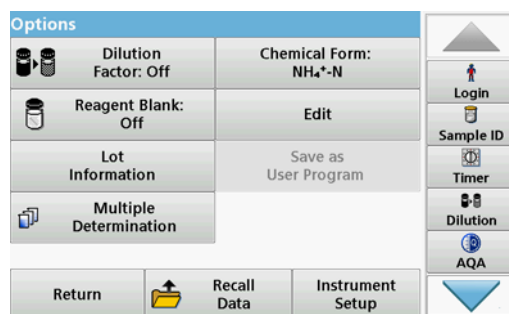 Options
Dilution
Factor: Off
Chemical Form:
NH₄⁺-N
Reagent Blank:
Off
Edit
Lot
Information
Save as
User Program
Multiple
Determination
Return
Recall
Data
Instrument
Setup
Login
Sample ID
Timer
Dilution
AQA